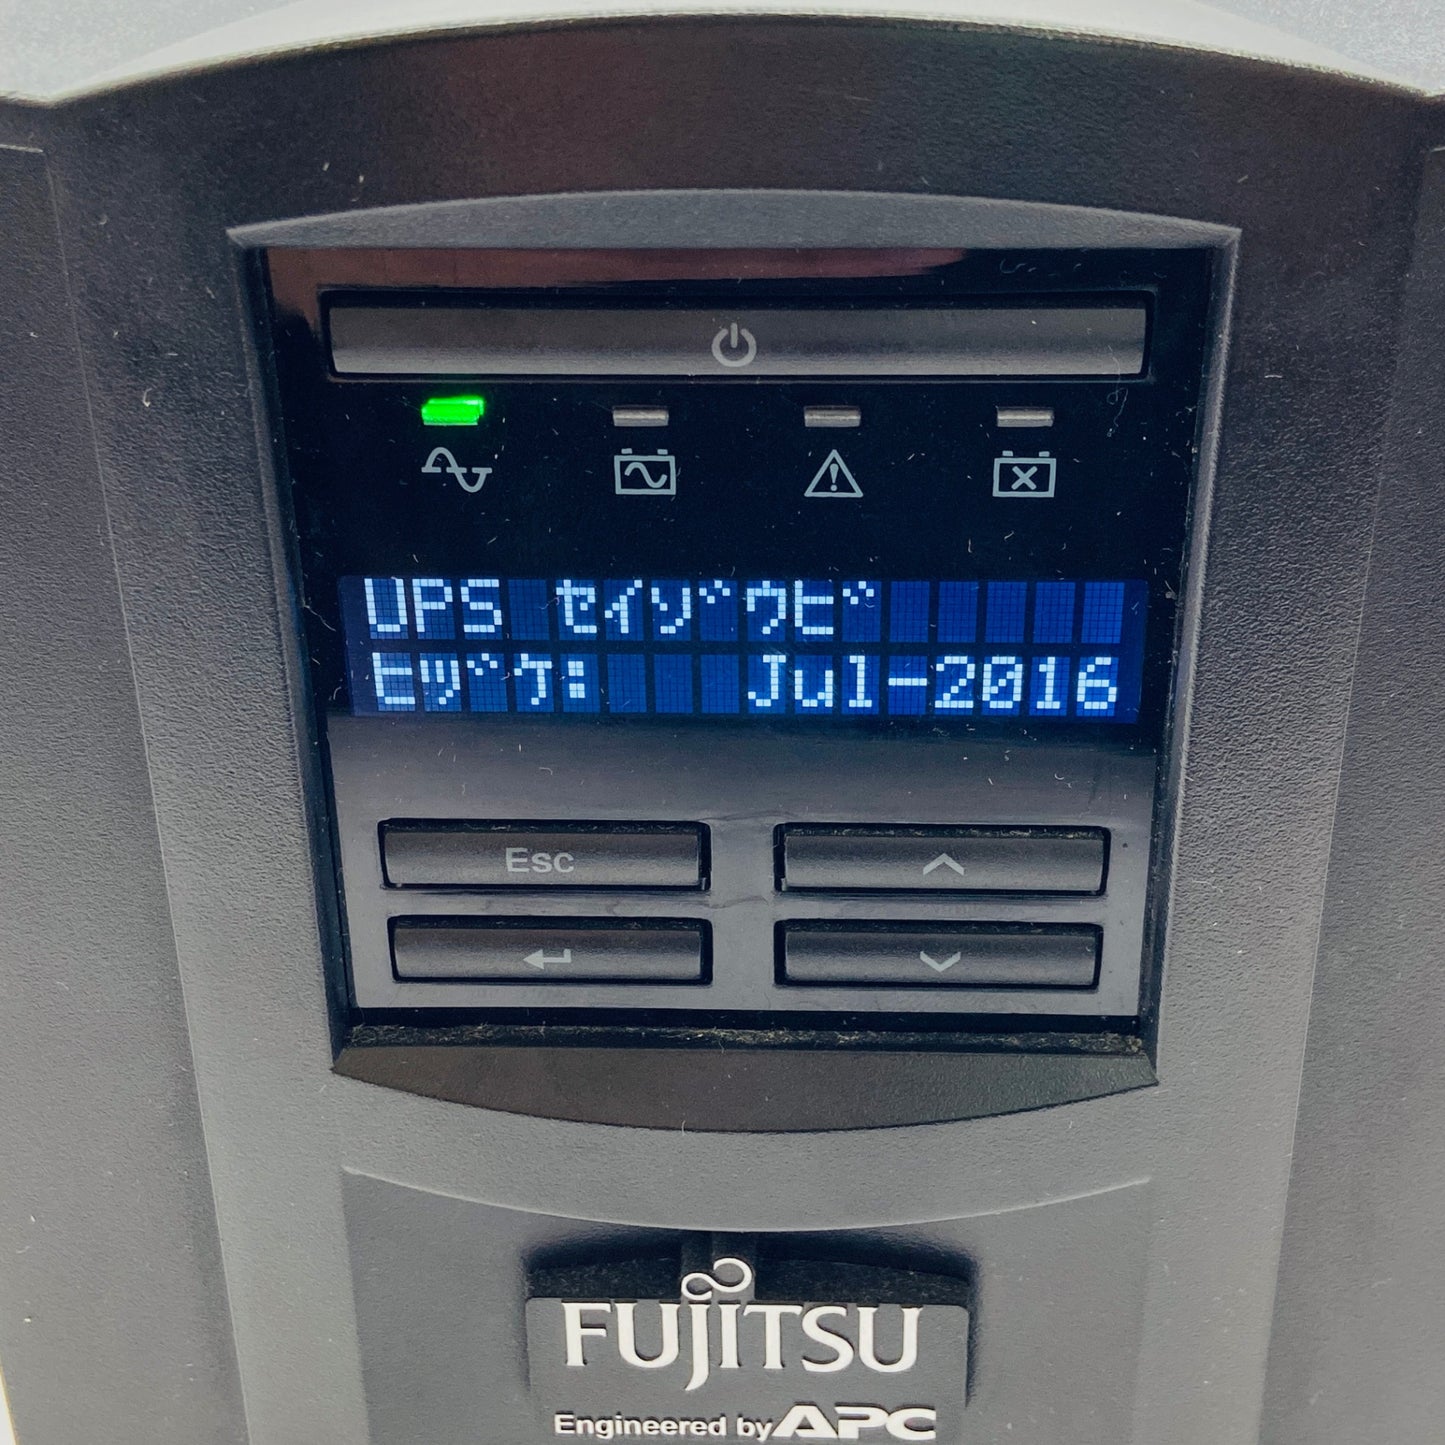 UPS ｾｲｿﾞｳﾋﾞ
ﾋﾂﾞｹ:   Jul-2016
Esc
FUJITSU
Engineered by APC